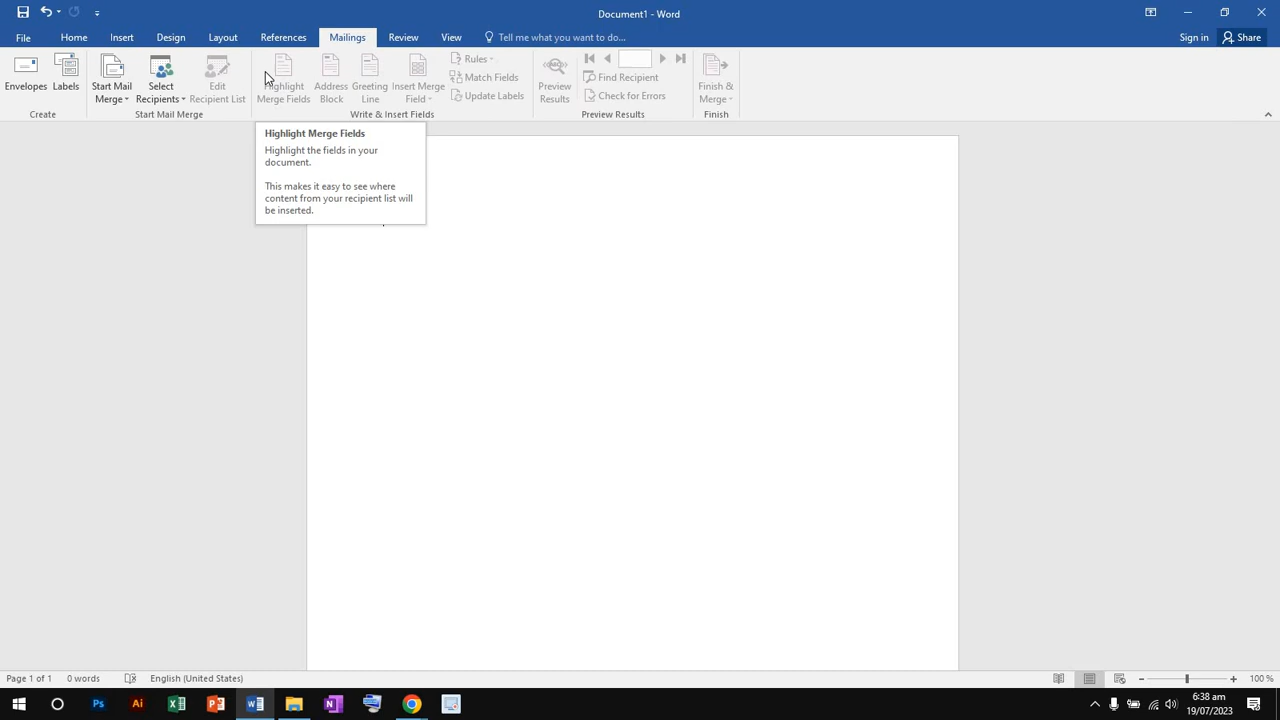 Document1 - Word
File Home Insert Design Layout References Mailings Review View Tell me what you want to do... Sign in Share
Envelopes
Labels
Create
Start Mail
Merge
Select
Recipients
Edit
Recipient List
Start Mail Merge
Highlight
Merge Fields
Address
Block
Greeting
Line
Insert Merge
Field
Rules
Match Fields
Update Labels
Write & Insert Fields
Preview
Results
Find Recipient
Check for Errors
Preview Results
Finish &
Merge
Finish
Highlight Merge Fields
Highlight the fields in your
document.
This makes it easy to see where
content from your recipient list will
be inserted.
Page 1 of 1 0 words English (United States) 100 %
Ps Ai
6:38 am
19/07/2023